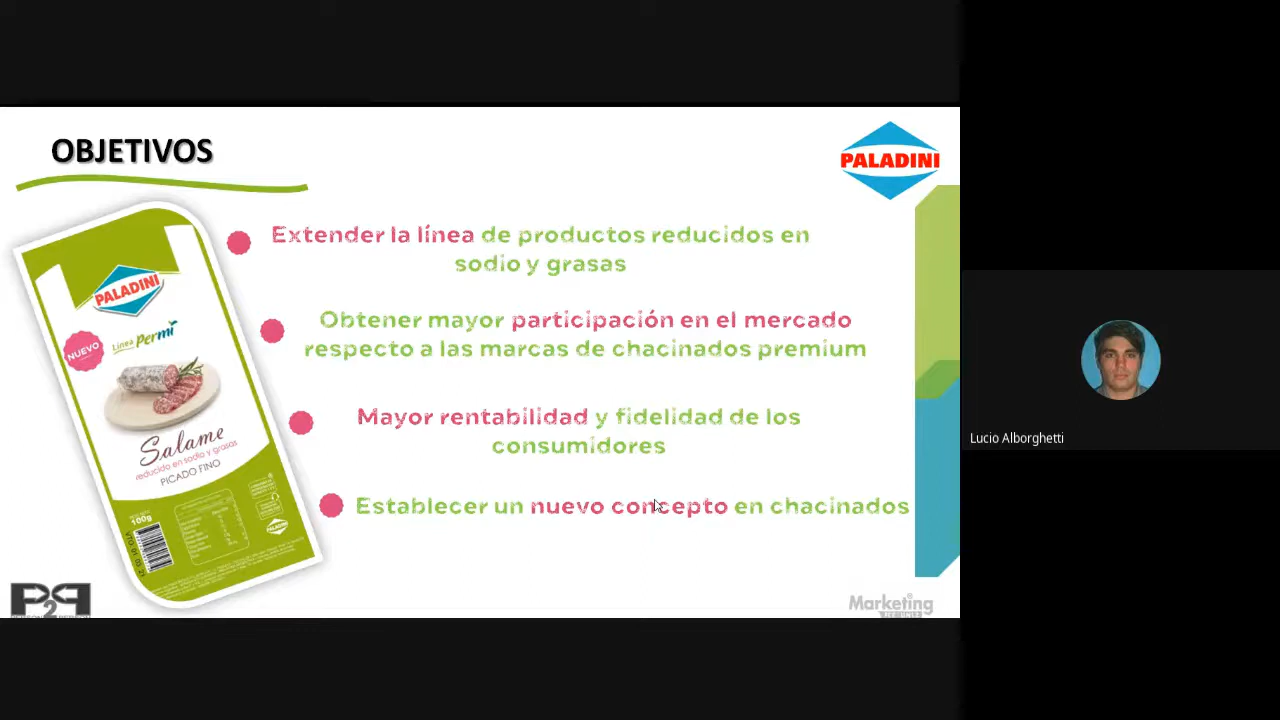 OBJETIVOS
PALADINI
Extender la línea de productos reducidos en
sodio y grasas
Obtener mayor participación en el mercado
respecto a las marcas de chacinados premium
Mayor rentabilidad y fidelidad de los
consumidores
Establecer un nuevo concepto en chacinados
PALADINI
NUEVO
Línea Permi
Salame
reducido en sodio y grasas
PICADO FINO
100g
PALADINI
P2P
Marketing
Lucio Alborghetti